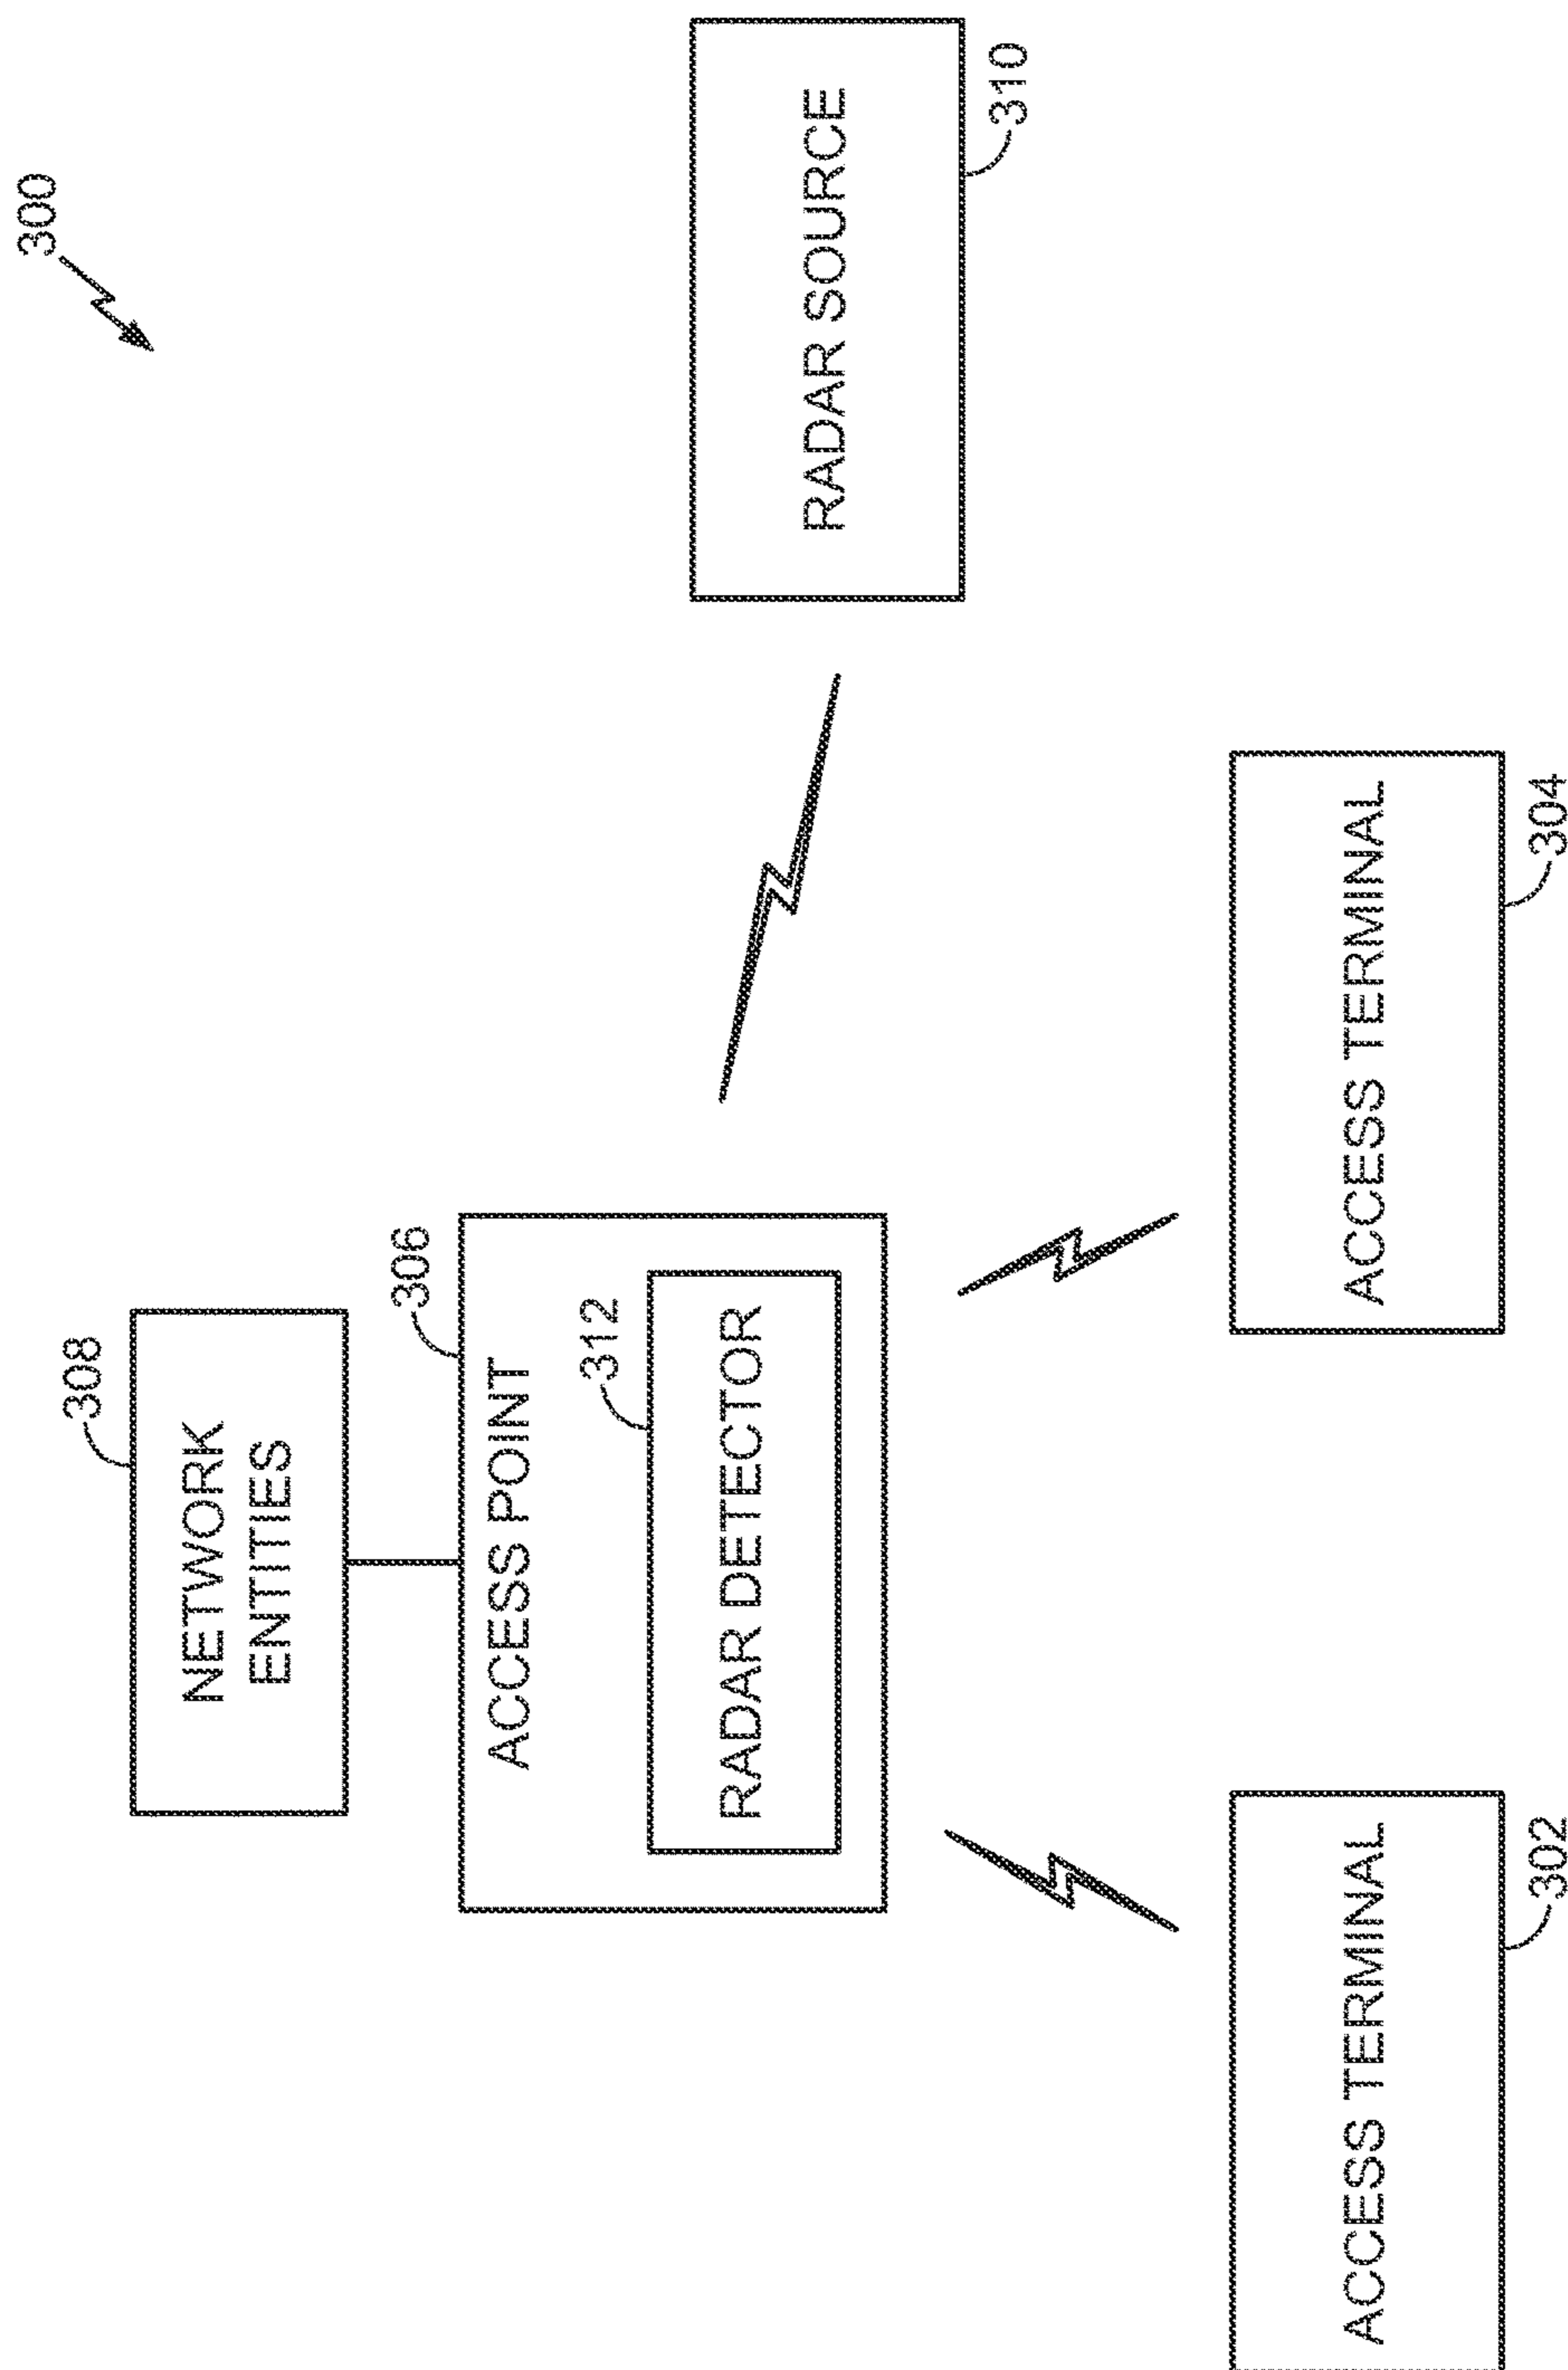 300
308
NETWORK
ENTITIES
306
ACCESS POINT
312
RADAR DETECTOR
RADAR SOURCE
310
ACCESS TERMINAL
302
ACCESS TERMINAL
304